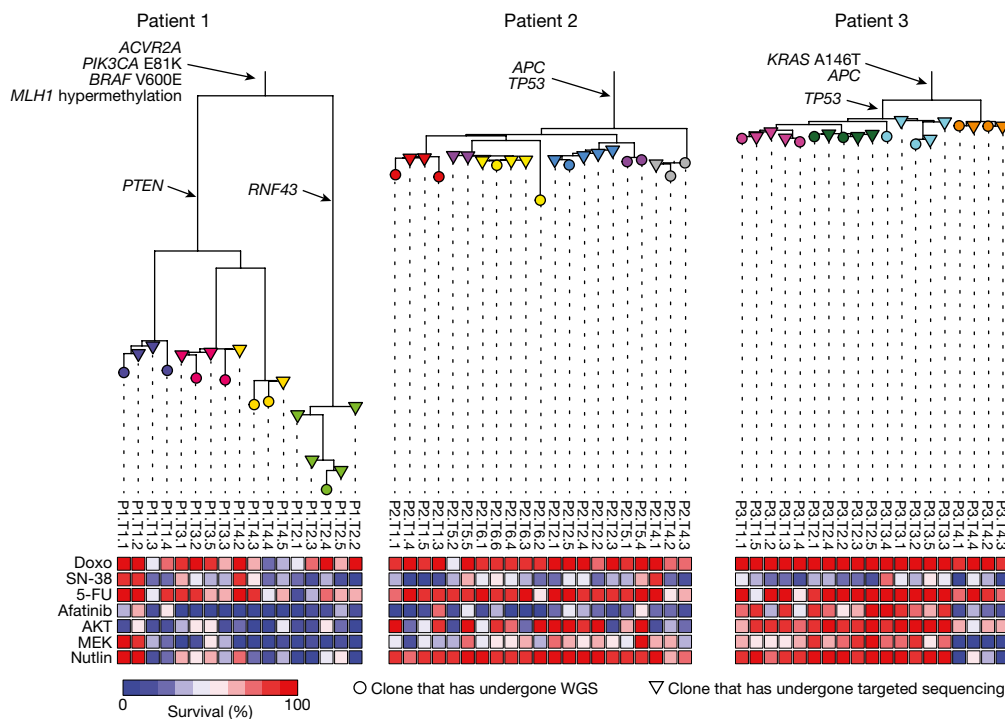 Patient 1
Patient 2
Patient 3
ACVR2A
PIK3CA E81K
BRAF V600E
MLH1 hypermethylation
PTEN
RNF43
APC
TP53
KRAS A146T
APC
TP53
P1.T1.1
P1.T1.2
P1.T1.3
P1.T1.4
P1.T3.1
P1.T3.2
P1.T3.5
P1.T3.4
P1.T4.2
P1.T4.3
P1.T4.4
P1.T4.5
P1.T2.1
P1.T2.3
P1.T2.4
P1.T2.5
P1.T2.2
P2.T1.1
P2.T1.4
P2.T1.5
P2.T1.3
P2.T5.2
P2.T5.5
P2.T6.1
P2.T6.6
P2.T6.4
P2.T6.3
P2.T6.2
P2.T2.1
P2.T2.5
P2.T2.4
P2.T2.2
P2.T2.3
P2.T5.1
P2.T5.4
P2.T4.1
P2.T4.2
P2.T4.3
P3.T1.1
P3.T1.5
P3.T1.3
P3.T1.2
P3.T1.4
P3.T2.1
P3.T2.4
P3.T2.2
P3.T2.3
P3.T2.5
P3.T3.1
P3.T3.4
P3.T3.2
P3.T3.3
P3.T3.5
P3.T4.1
P3.T4.4
P3.T4.2
P3.T4.3
Doxo
SN-38
5-FU
Afatinib
AKT
MEK
Nutlin
0
100
Survival (%)
Clone that has undergone WGS
Clone that has undergone targeted sequencing